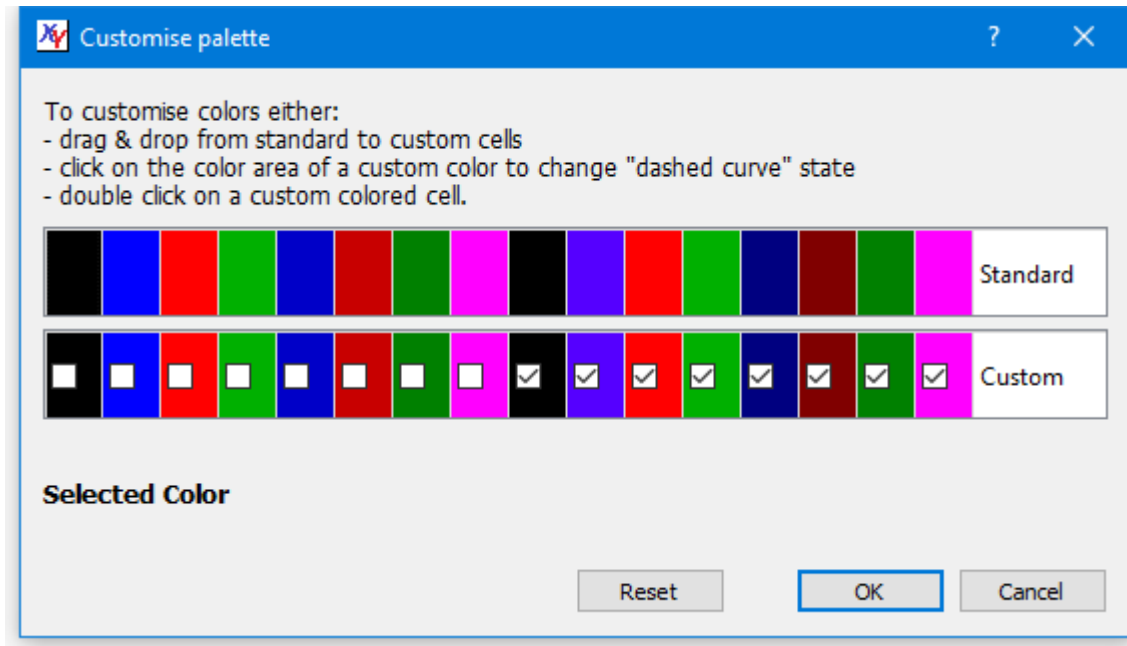 XY Customise palette ?
To customise colors either:
- drag & drop from standard to custom cells
- click on the color area of a custom color to change "dashed curve" state
- double click on a custom colored cell.
Standard
Custom
Selected Color
Reset OK Cancel